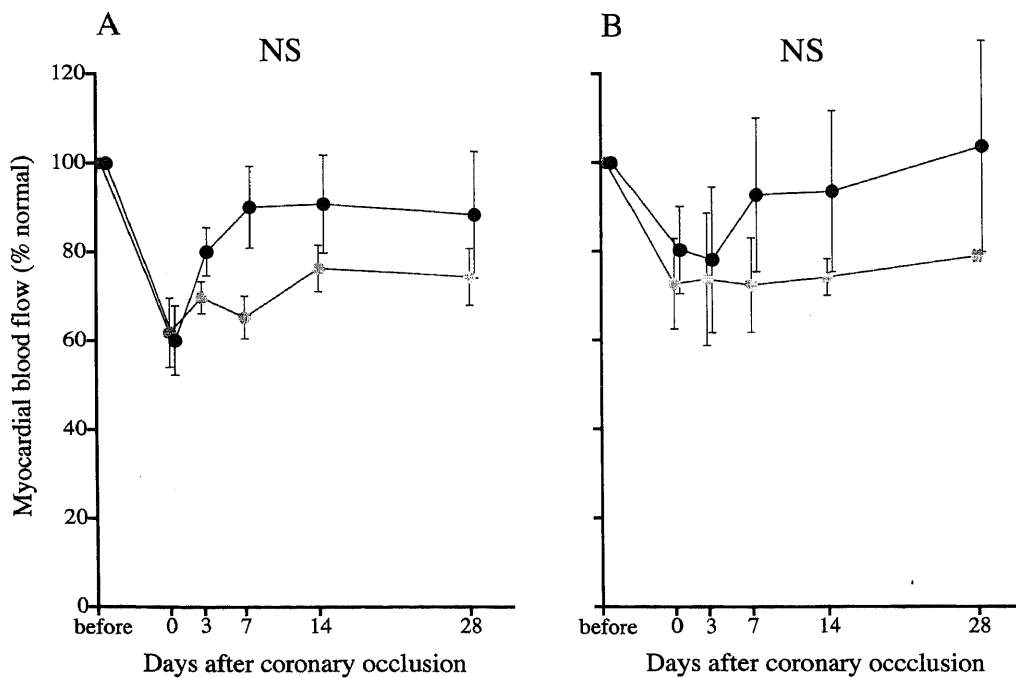 A
NS
Myocardial blood flow (% normal)
120
100
80
60
40
20
0
before 0 3 7 14 28
Days after coronary occlusion
B
NS
before 0 3 7 14 28
Days after coronary occclusion